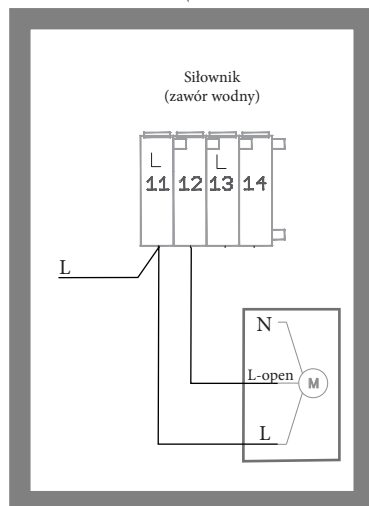 Siłownik
(zawór wodny)
L L
11 12 13 14
L
N
L-open M
L